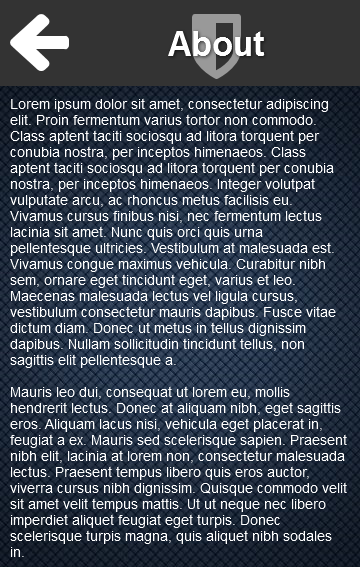 About
Lorem ipsum dolor sit amet, consectetur adipiscing
elit. Proin fermentum varius tortor non commodo.
Class aptent taciti sociosqu ad litora torquent per
conubia nostra, per inceptos himenaeos. Class
aptent taciti sociosqu ad litora torquent per conubia
nostra, per inceptos himenaeos. Integer volutpat
vulputate arcu, ac rhoncus metus facilisis eu.
Vivamus cursus finibus nisi, nec fermentum lectus
lacinia sit amet. Nunc quis orci quis urna
pellentesque ultricies. Vestibulum at malesuada est.
Vivamus congue maximus vehicula. Curabitur nibh
sem, ornare eget tincidunt eget, varius et leo.
Maecenas malesuada lectus vel ligula cursus,
vestibulum consectetur mauris dapibus. Fusce vitae
dictum diam. Donec ut metus in tellus dignissim
dapibus. Nullam sollicitudin tincidunt tellus, non
sagittis elit pellentesque a.
Mauris leo dui, consequat ut lorem eu, mollis
hendrerit lectus. Donec at aliquam nibh, eget sagittis
eros. Aliquam lacus nisi, vehicula eget placerat in,
feugiat a ex. Mauris sed scelerisque sapien. Praesent
nibh elit, lacinia at lorem non, consectetur malesuada
lectus. Praesent tempus libero quis eros auctor,
viverra cursus nibh dignissim. Quisque commodo velit
sit amet velit tempus mattis. Ut ut neque nec libero
imperdiet aliquet feugiat eget turpis. Donec
scelerisque turpis magna, quis aliquet nibh sodales
in.